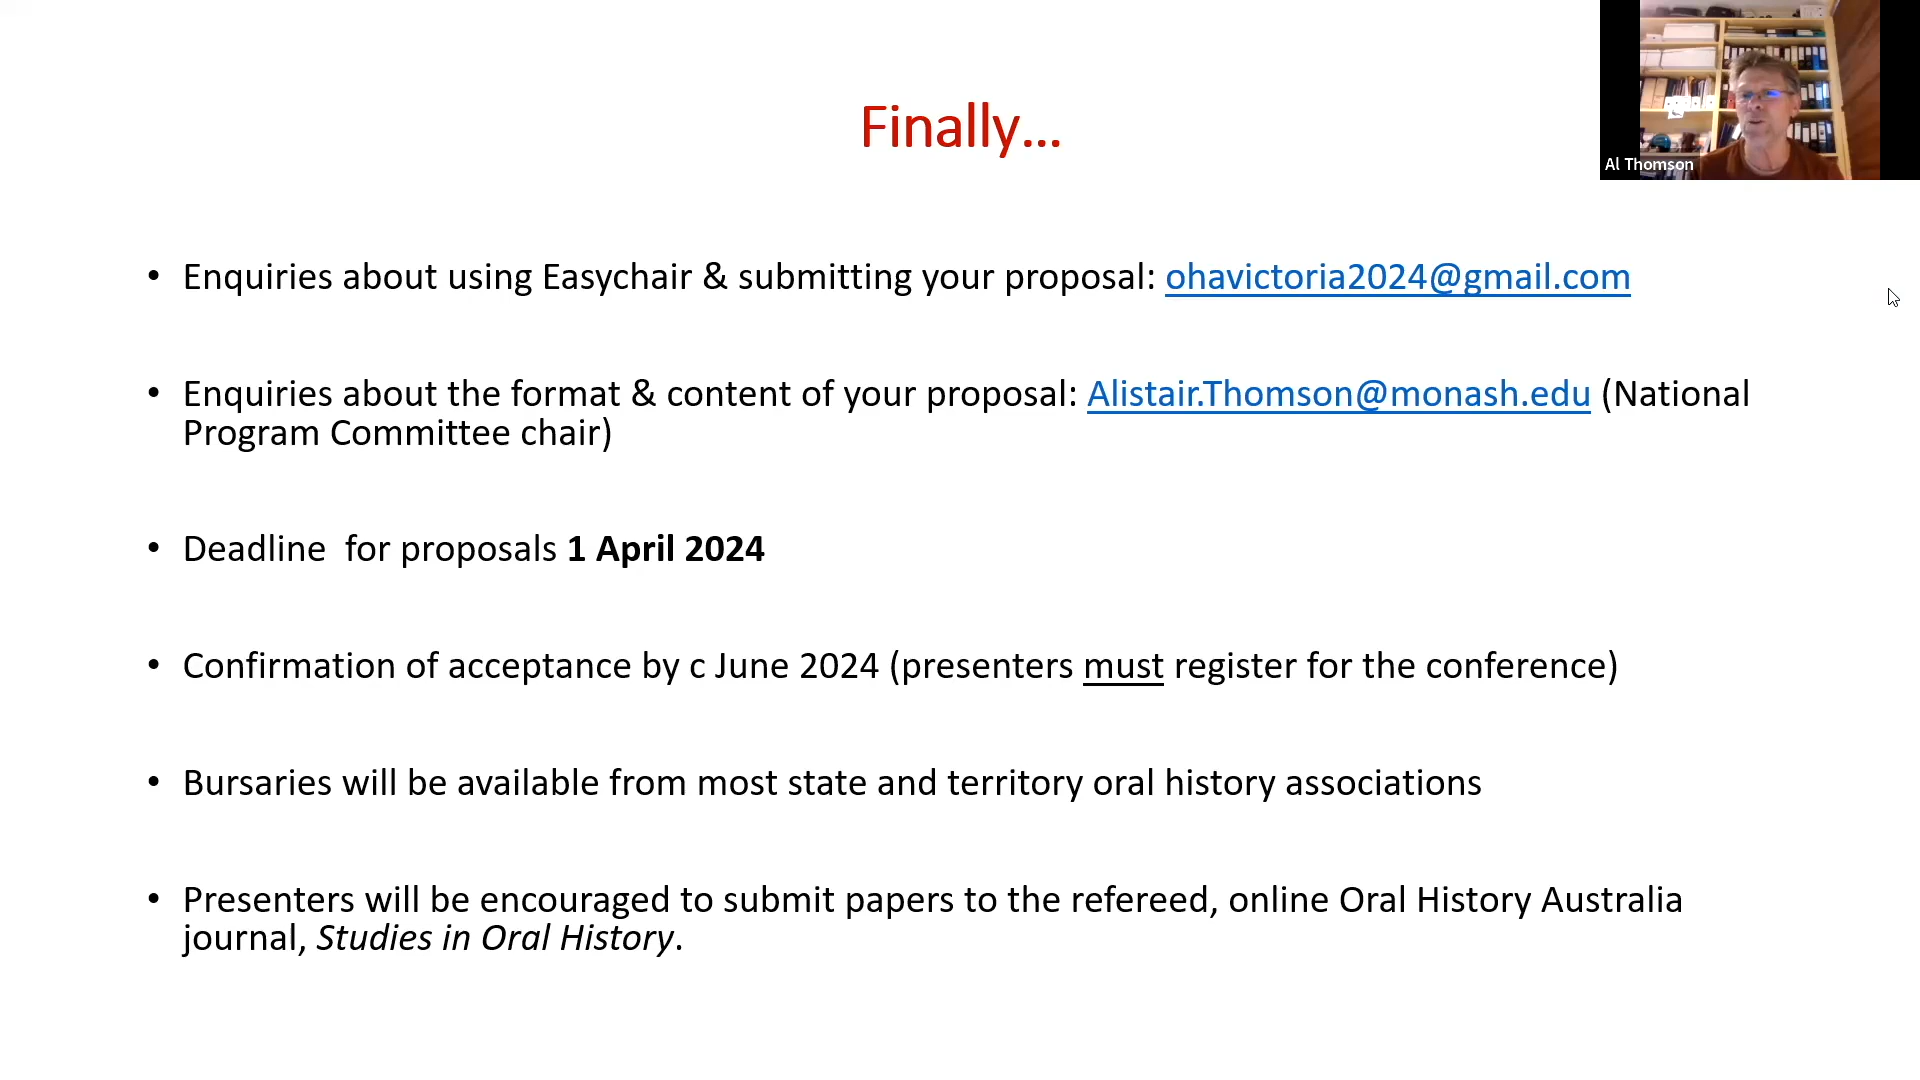 Finally...
Al Thomson
• Enquiries about using Easychair & submitting your proposal: ohavictoria2024@gmail.com
• Enquiries about the format & content of your proposal: Alistair.Thomson@monash.edu (National
Program Committee chair)
• Deadline  for proposals 1 April 2024
• Confirmation of acceptance by c June 2024 (presenters must register for the conference)
• Bursaries will be available from most state and territory oral history associations
• Presenters will be encouraged to submit papers to the refereed, online Oral History Australia
journal, Studies in Oral History.